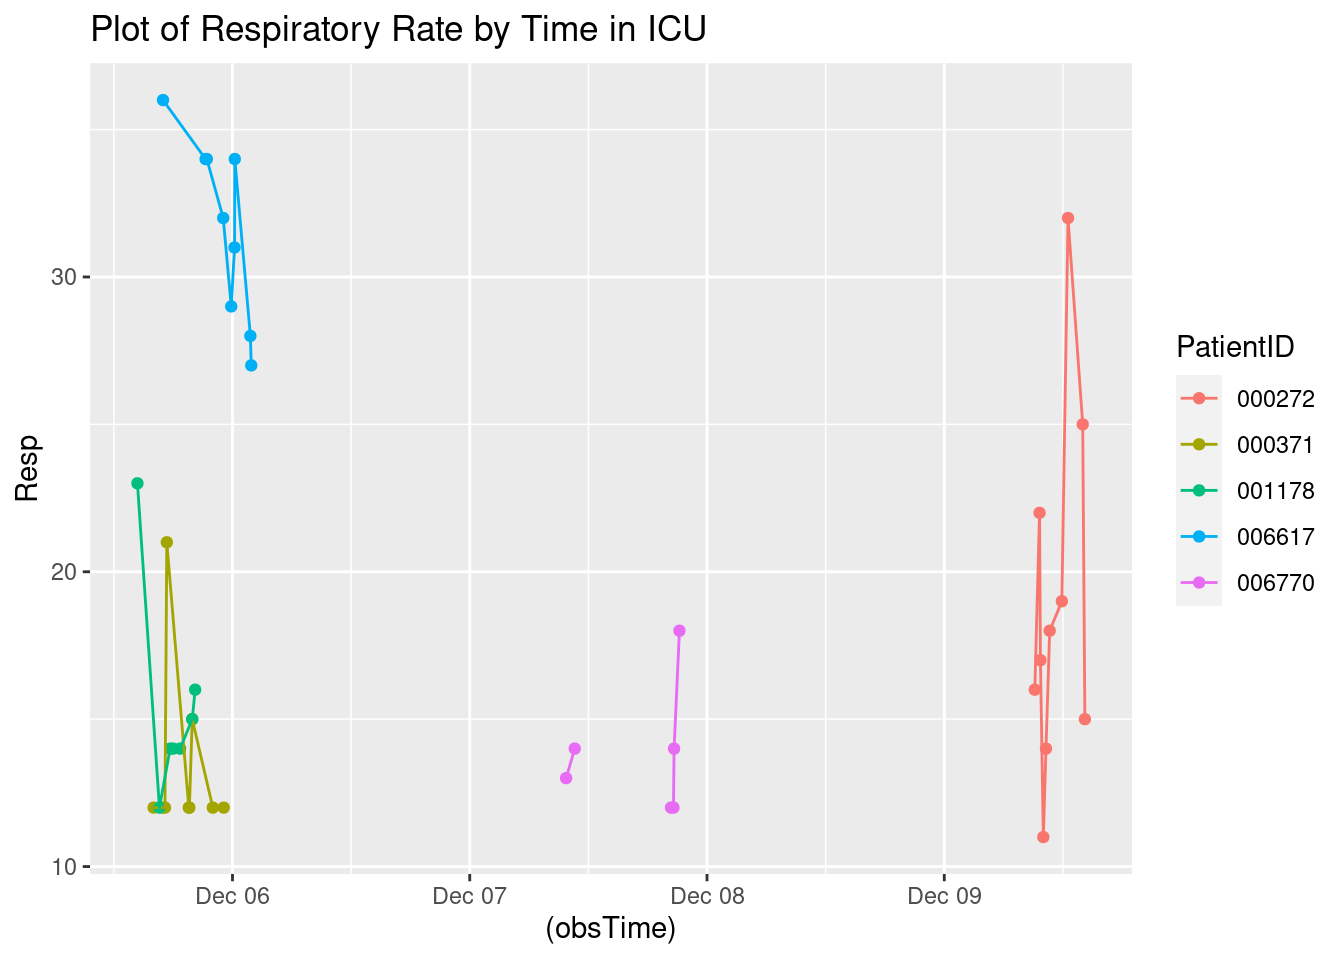 Plot of Respiratory Rate by Time in ICU
30
20
10
Resp
Dec 06
Dec 07
Dec 08
Dec 09
(obsTime)
PatientID
000272
000371
001178
006617
006770